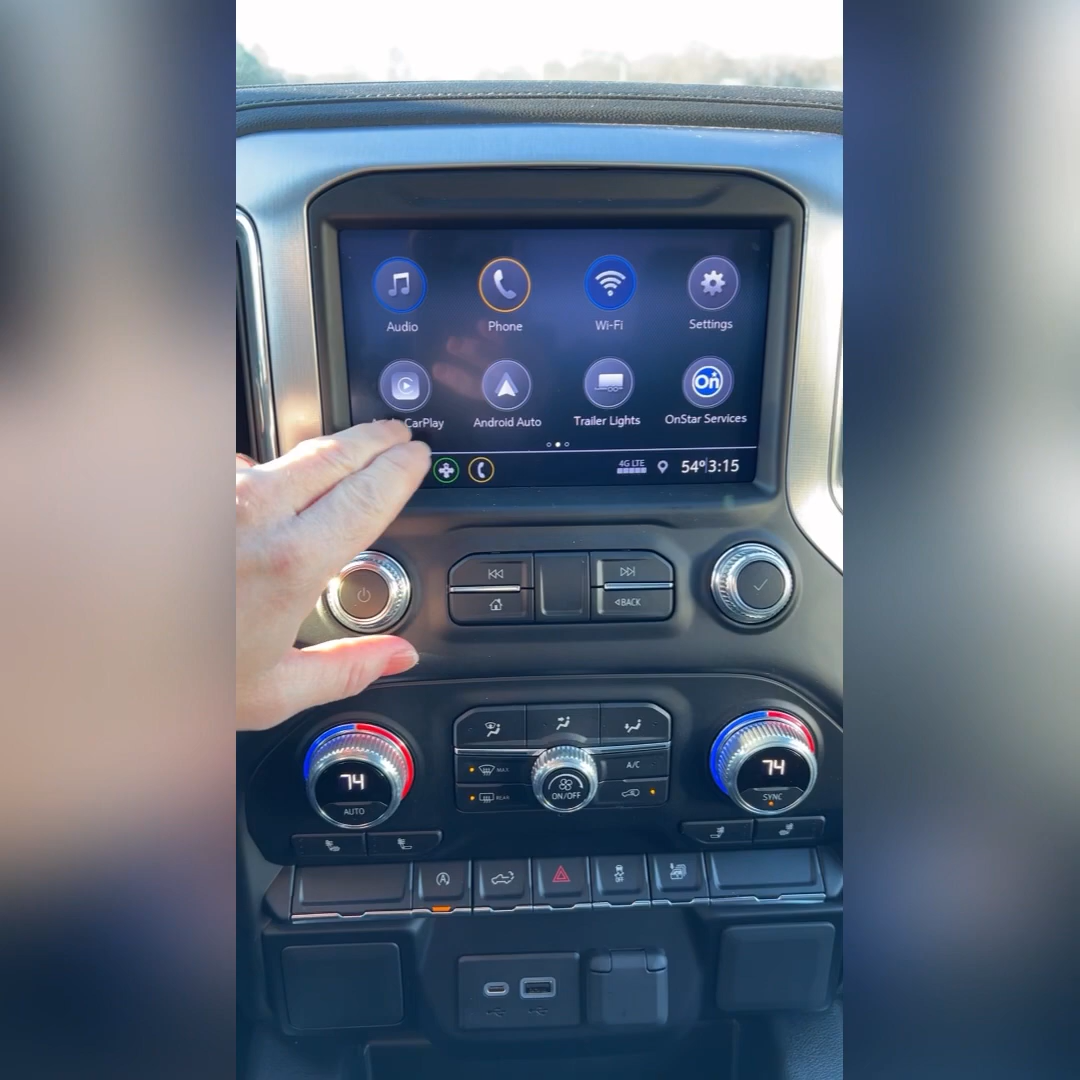 Audio
Phone
Wi-Fi
Settings
CarPlay
Android Auto
Trailer Lights
On
OnStar Services
4G LTE
54° 3:15
BACK
A/C
MAX
REAR
ON/OFF
74
AUTO
74
SYNC
OFF